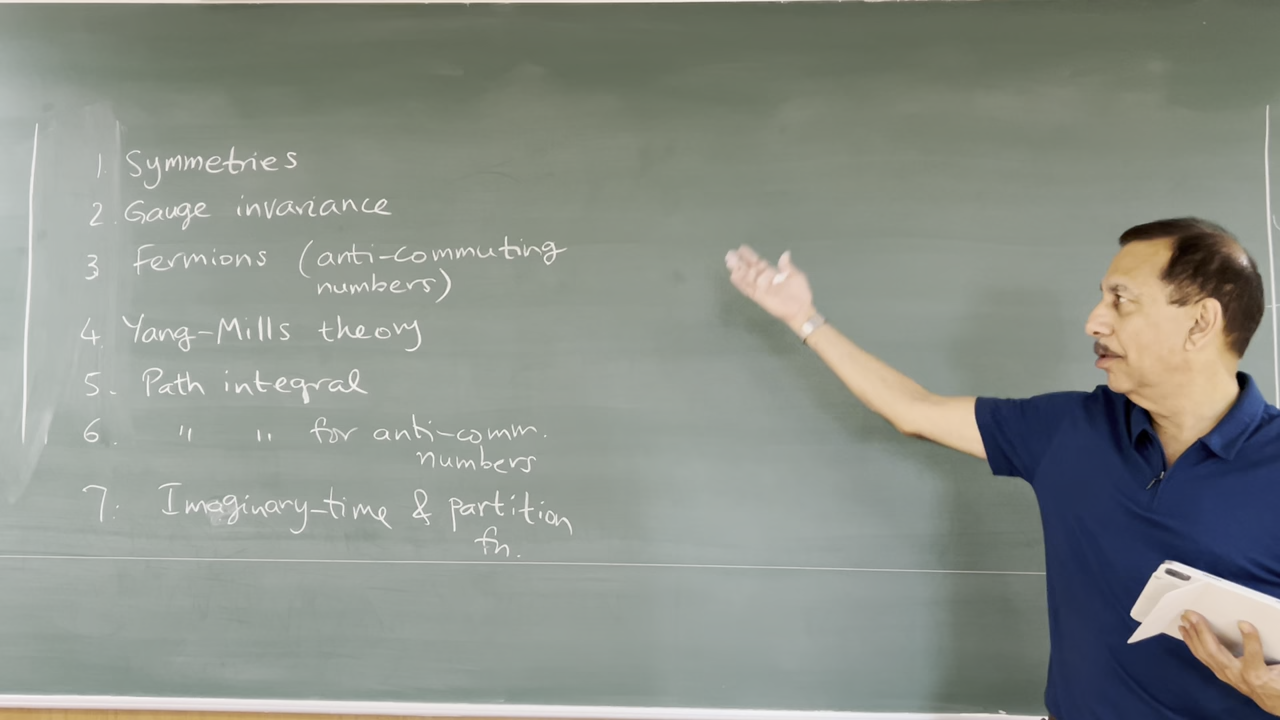 1. Symmetries
2. Gauge invariance
3 Fermions (anti-commuting
numbers)
4. Yang-Mills theory
5. Path integral
6. " " for anti-comm.
numbers
7. Imaginary-time & partition
fn.